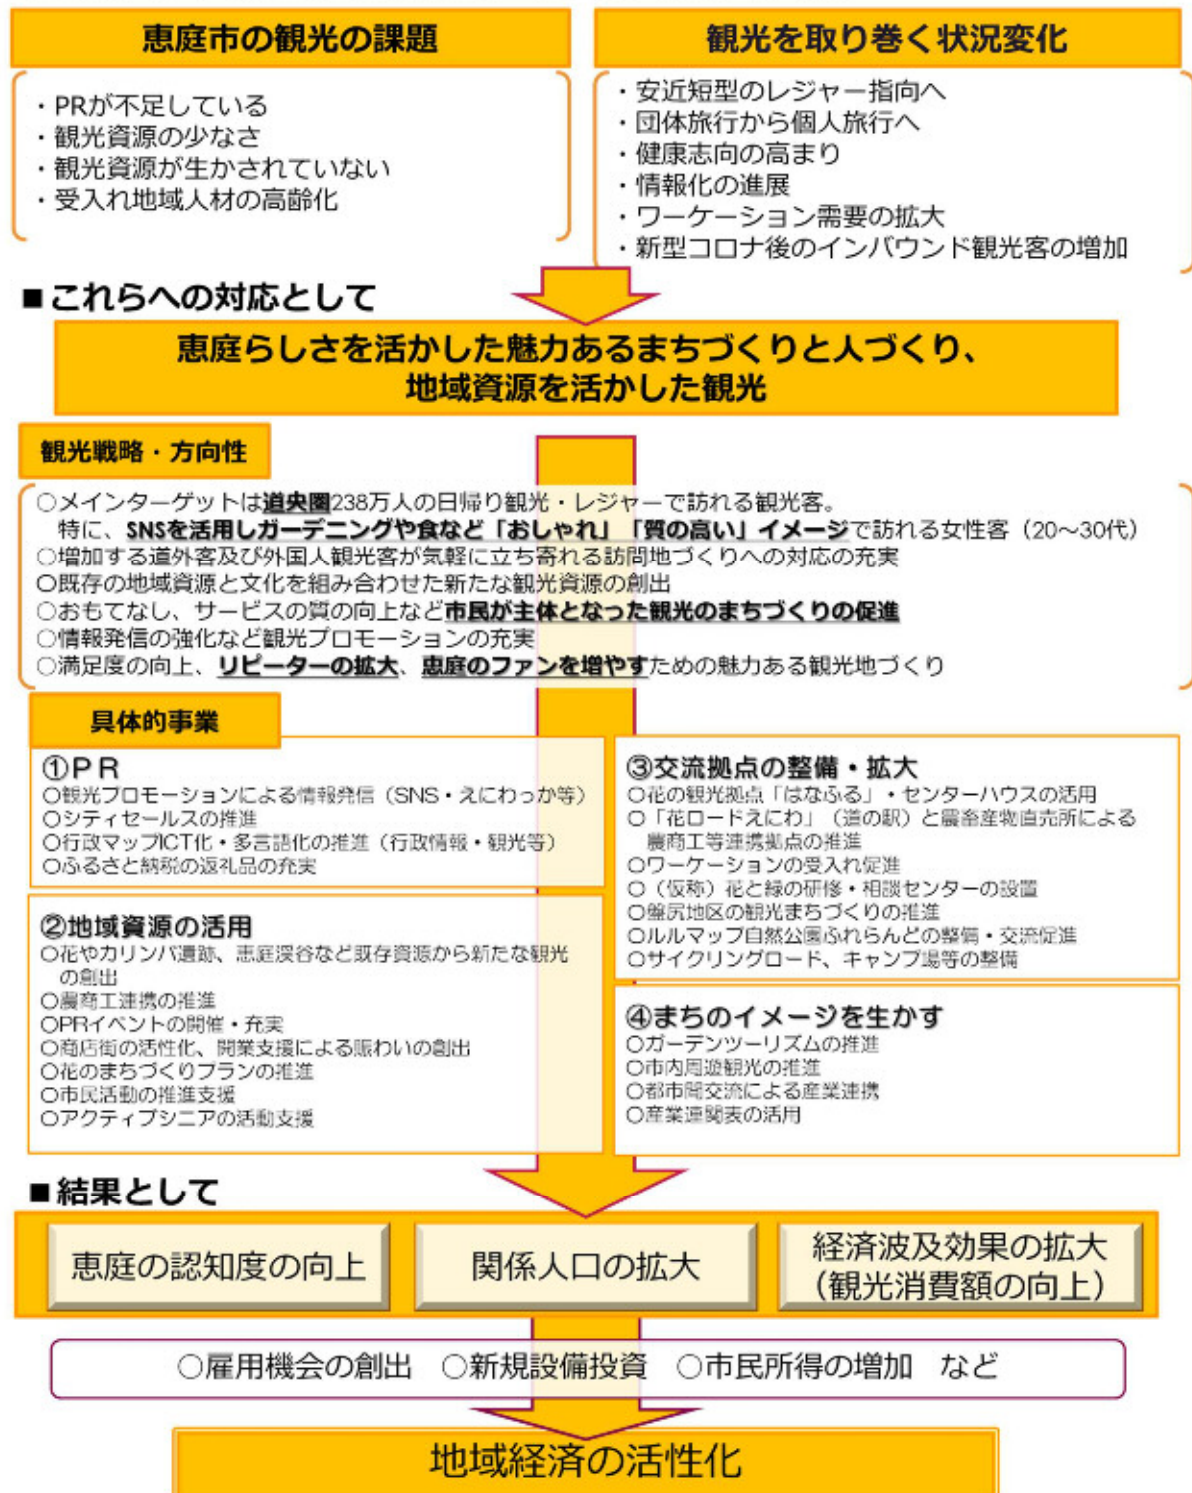 恵庭市の観光の課題
・PRが不足している
・観光資源の少なさ
・観光資源が生かされていない
・受入れ地域人材の高齢化
観光を取り巻く状況変化
・安近短型のレジャー指向へ
・団体旅行から個人旅行へ
・健康志向の高まり
・情報化の進展
・ワーケーション需要の拡大
・新型コロナ後のインバウンド観光客の増加
■これらへの対応として
恵庭らしさを活かした魅力あるまちづくりと人づくり、
地域資源を活かした観光
観光戦略・方向性
○メインターゲットは道央圏238万人の日帰り観光・レジャーで訪れる観光客。
特に、SNSを活用しガーデニングや食など「おしゃれ」「質の高い」イメージで訪れる女性客（20～30代）
○増加する道外客及び外国人観光客が気軽に立ち寄れる訪問地づくりへの対応の充実
○既存の地域資源と文化を組み合わせた新たな観光資源の創出
○おもてなし、サービスの質の向上など市民が主体となった観光のまちづくりの促進
○情報発信の強化など観光プロモーションの充実
○満足度の向上、リピーターの拡大、恵庭のファンを増やすための魅力ある観光地づくり
具体的事業
①ＰＲ
○観光プロモーションによる情報発信（SNS・えにわっか等）
○シティセールスの推進
○行政マップICT化・多言語化の推進（行政情報・観光等）
○ふるさと納税の返礼品の充実
②地域資源の活用
○花やカリンバ遺跡、恵庭渓谷など既存資源から新たな観光
の創出
○農商工連携の推進
○PRイベントの開催・充実
○商店街の活性化、開業支援による賑わいの創出
○花のまちづくりプランの推進
○市民活動の推進支援
○アクティブシニアの活動支援
③交流拠点の整備・拡大
○花の観光拠点「はなふる」・センターハウスの活用
○「花ロードえにわ」（道の駅）と農畜産物直売所による
農商工等連携拠点の推進
○ワーケーションの受入れ促進
○（仮称）花と緑の研修・相談センターの設置
○盤尻地区の観光まちづくりの推進
○ルルマップ自然公園ふれらんどの整備・交流促進
○サイクリングロード、キャンプ場等の整備
④まちのイメージを生かす
○ガーデンツーリズムの推進
○市内周遊観光の推進
○都市間交流による産業連携
○産業連関表の活用
■結果として
恵庭の認知度の向上
関係人口の拡大
経済波及効果の拡大
（観光消費額の向上）
○雇用機会の創出　○新規設備投資　○市民所得の増加　など
地域経済の活性化